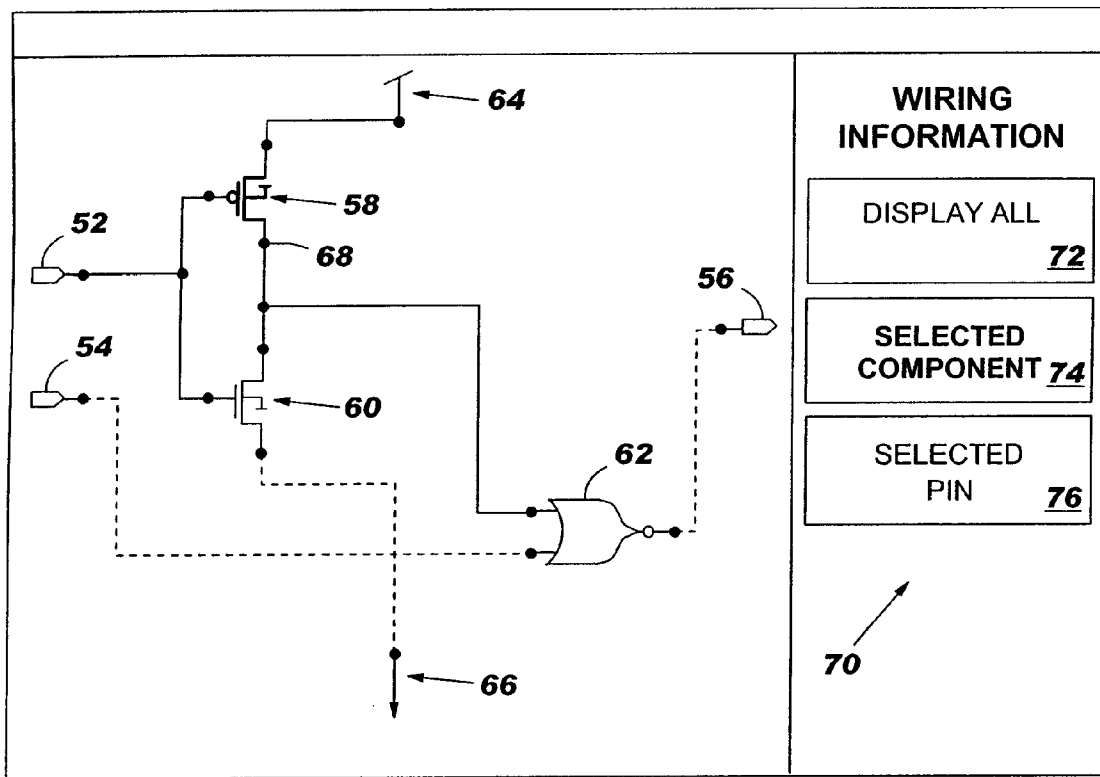 64
WIRING
INFORMATION
58
DISPLAY ALL
72
52
68
56
SELECTED
COMPONENT 74
54
60
62
SELECTED
PIN
76
66
70